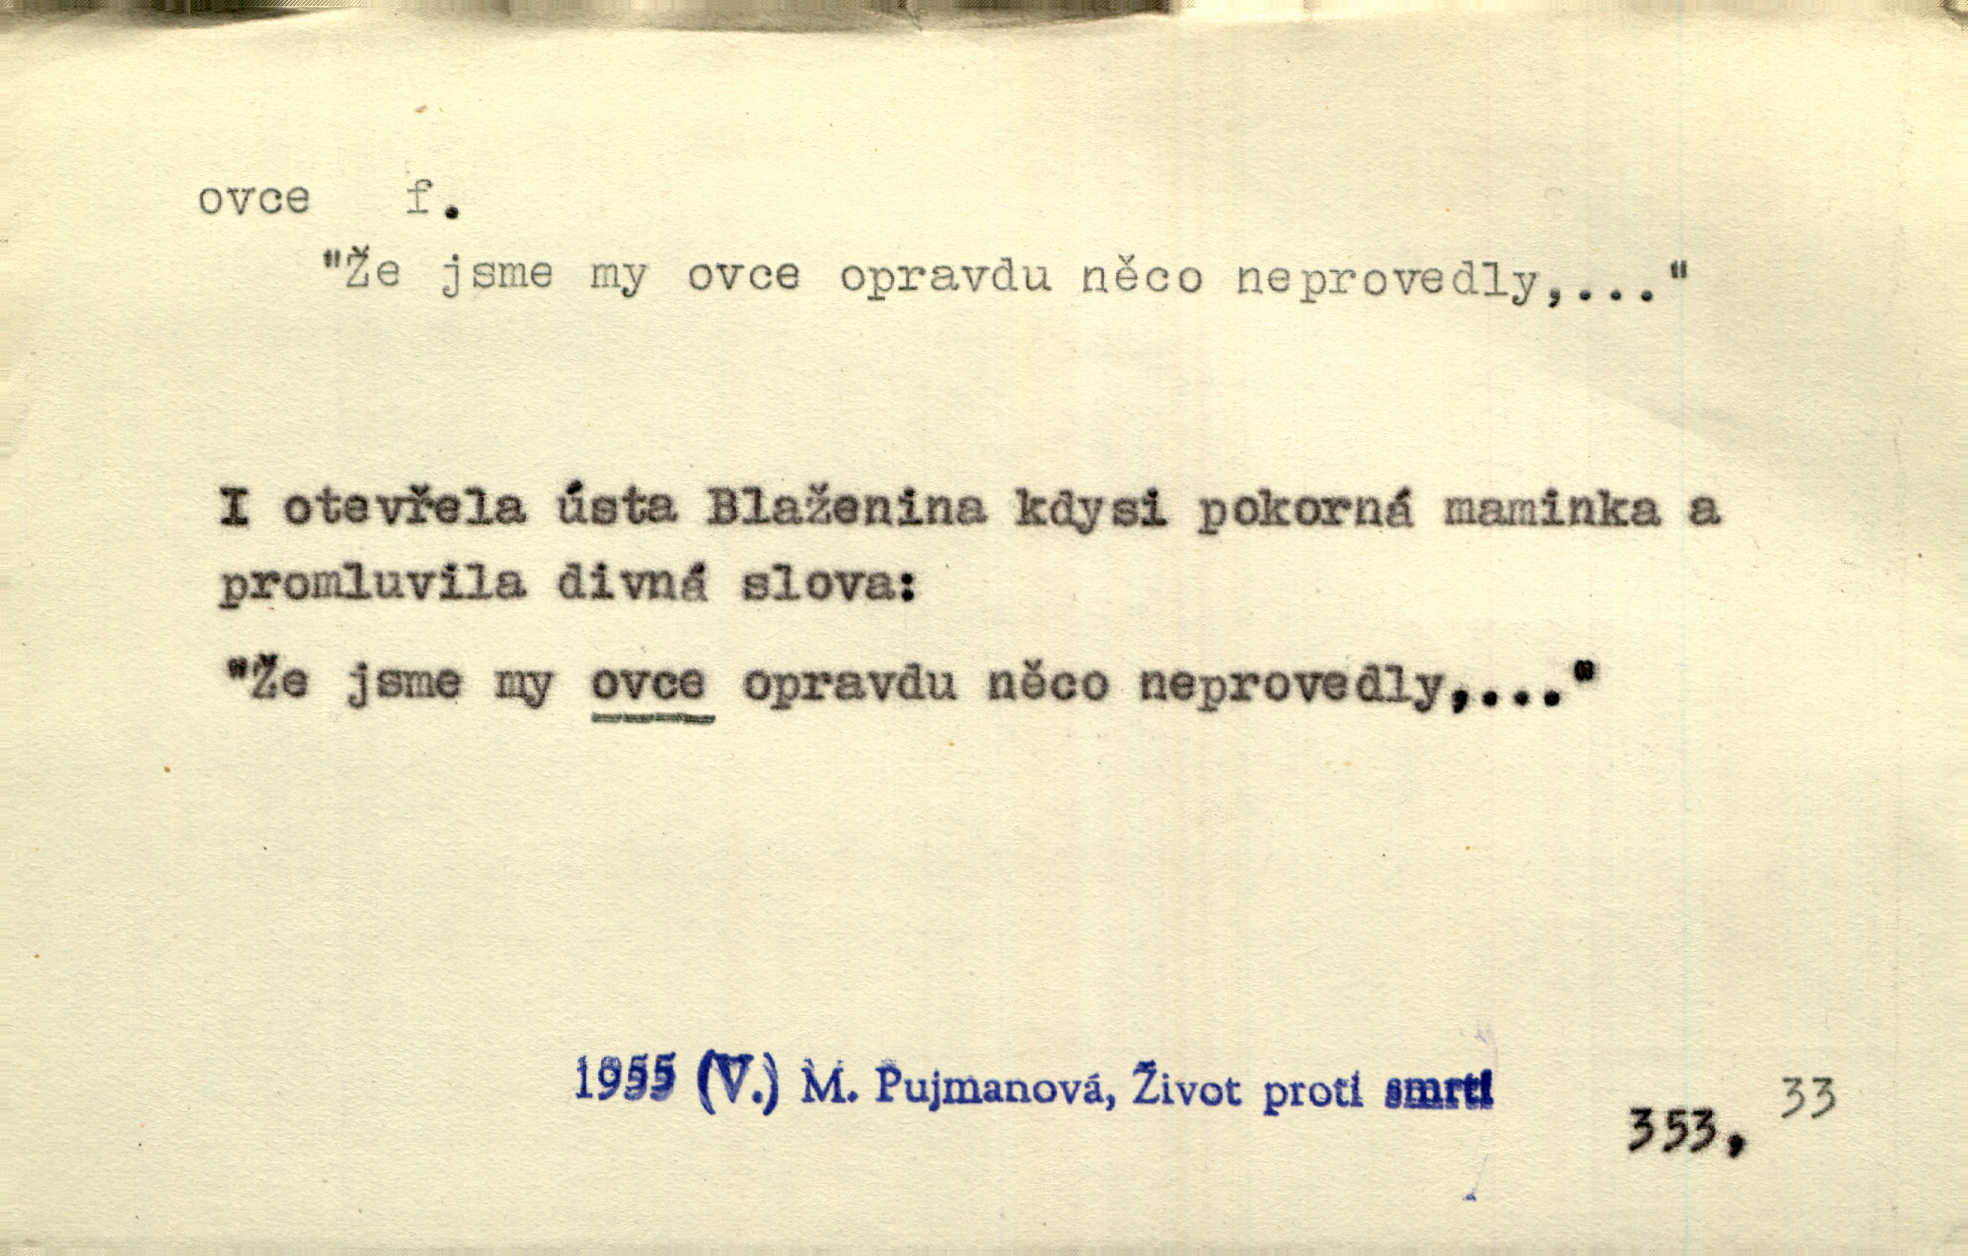 ovce f.
"Že jsme my ovce opravdu něco neprovedly,..."
I otevřela ústa Blaženina kdysi pokorná maminka a
promluvila divná slova:
"Že jsme my ovce opravdu něco neprovedly,..."
1955 (V.) M. Pujmanová, Život proti smrti
353, 33